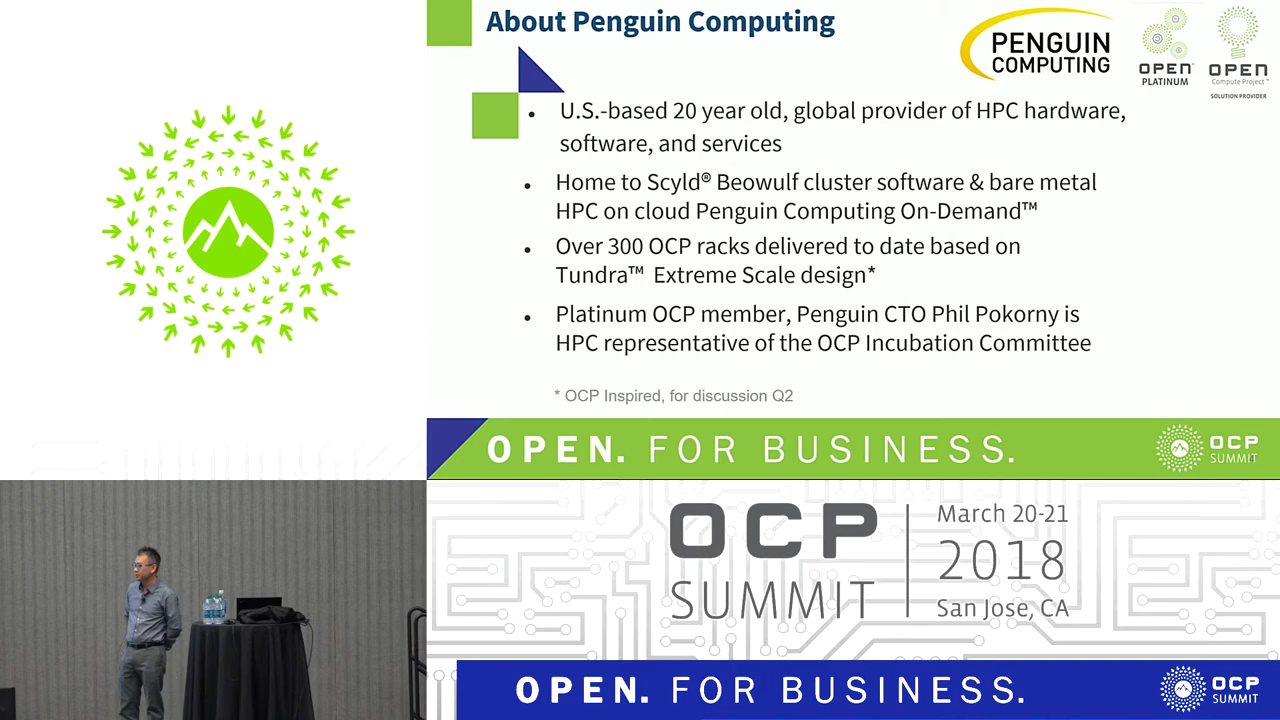 About Penguin Computing
PENGUIN
COMPUTING
OPEN™
PLATINUM
OPEN
Compute Project™
SOLUTION PROVIDER
• U.S.-based 20 year old, global provider of HPC hardware,
software, and services
• Home to Scyld® Beowulf cluster software & bare metal
HPC on cloud Penguin Computing On-Demand™
• Over 300 OCP racks delivered to date based on
Tundra™ Extreme Scale design*
• Platinum OCP member, Penguin CTO Phil Pokorny is
HPC representative of the OCP Incubation Committee
* OCP Inspired, for discussion Q2
OPEN. FOR BUSINESS.
OCP
SUMMIT
OCP
SUMMIT
March 20-21
2018
San Jose, CA
OPEN. FOR BUSINESS.
OCP
SUMMIT